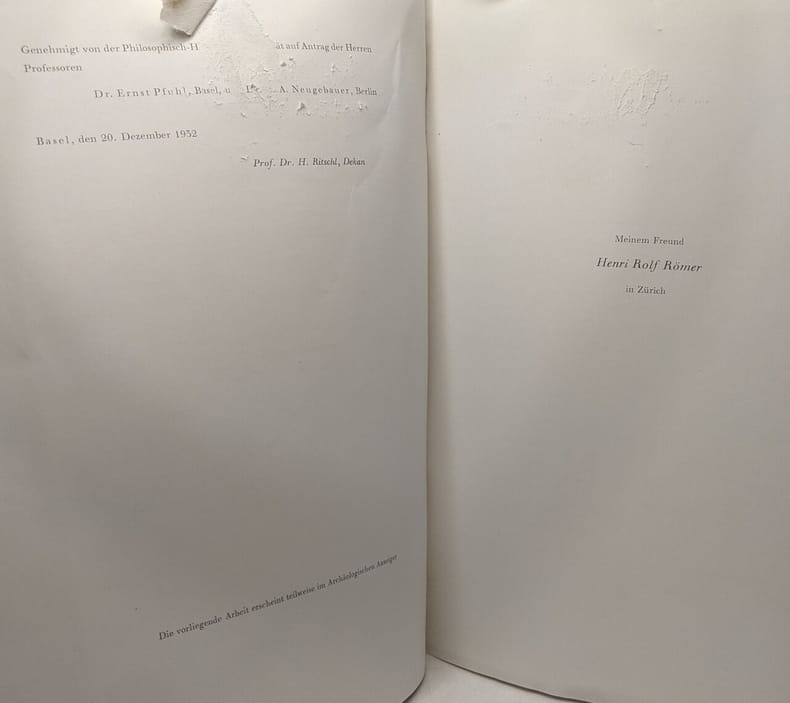 Genehmigt von der Philosophisch-H ät auf Antrag der Herren
Professoren
Dr. Ernst Pfuhl, Basel, u A. Neugebauer, Berlin
Basel, den 20. Dezember 1932
Prof. Dr. H. Ritschl, Dekan
Die vorliegende Arbeit erscheint teilweise im Archäologischen Anzeiger
Meinem Freund
Henri Rolf Römer
in Zürich